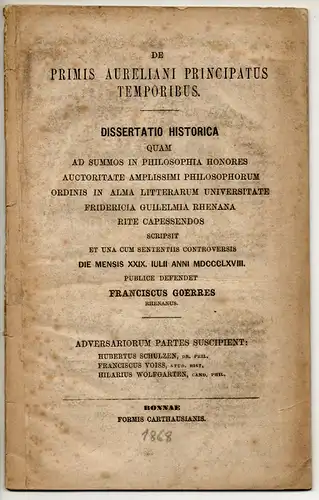 DE
PRIMIS AURELIANI PRINCIPATUS
TEMPORIBUS.
DISSERTATIO HISTORICA
QUAM
AD SUMMOS IN PHILOSOPHIA HONORES
AUCTORITATE AMPLISSIMI PHILOSOPHORUM
ORDINIS IN ALMA LITTERARUM UNIVERSITATE
FRIDERICIA GUILELMIA RHENANA
RITE CAPESSENDOS
SCRIPSIT
ET UNA CUM SENTENTIIS CONTROVERSIS
DIE MENSIS XXIX. IULII ANNI MDCCCLXVIII.
PUBLICE DEFENDET
FRANCISCUS GOERRES
RHENANUS.
ADVERSARIORUM PARTES SUSCIPIENT:
HUBERTUS SCHULZEN, DR. PHIL.
FRANCISCUS VOISS, STUD. HIST.
HILARIUS WOLFGARTEN, CAND. PHIL.
BONNAE
FORMIS CARTHAUSIANIS.
1868